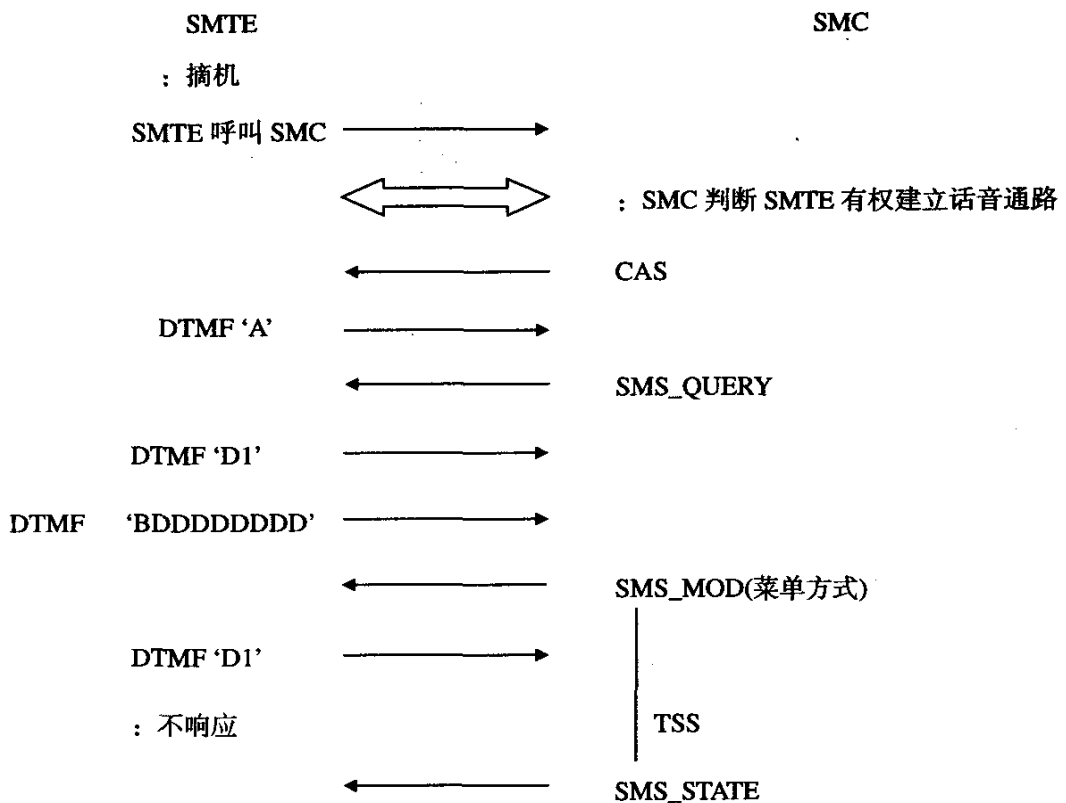 SMTE SMC
：摘机
SMTE 呼叫 SMC
：SMC 判断 SMTE 有权建立话音通路
CAS
DTMF ‘A’
SMS_QUERY
DTMF ‘D1’
DTMF ‘BDDDDDDDD’
SMS_MOD(菜单方式)
DTMF ‘D1’
：不响应
TSS
SMS_STATE